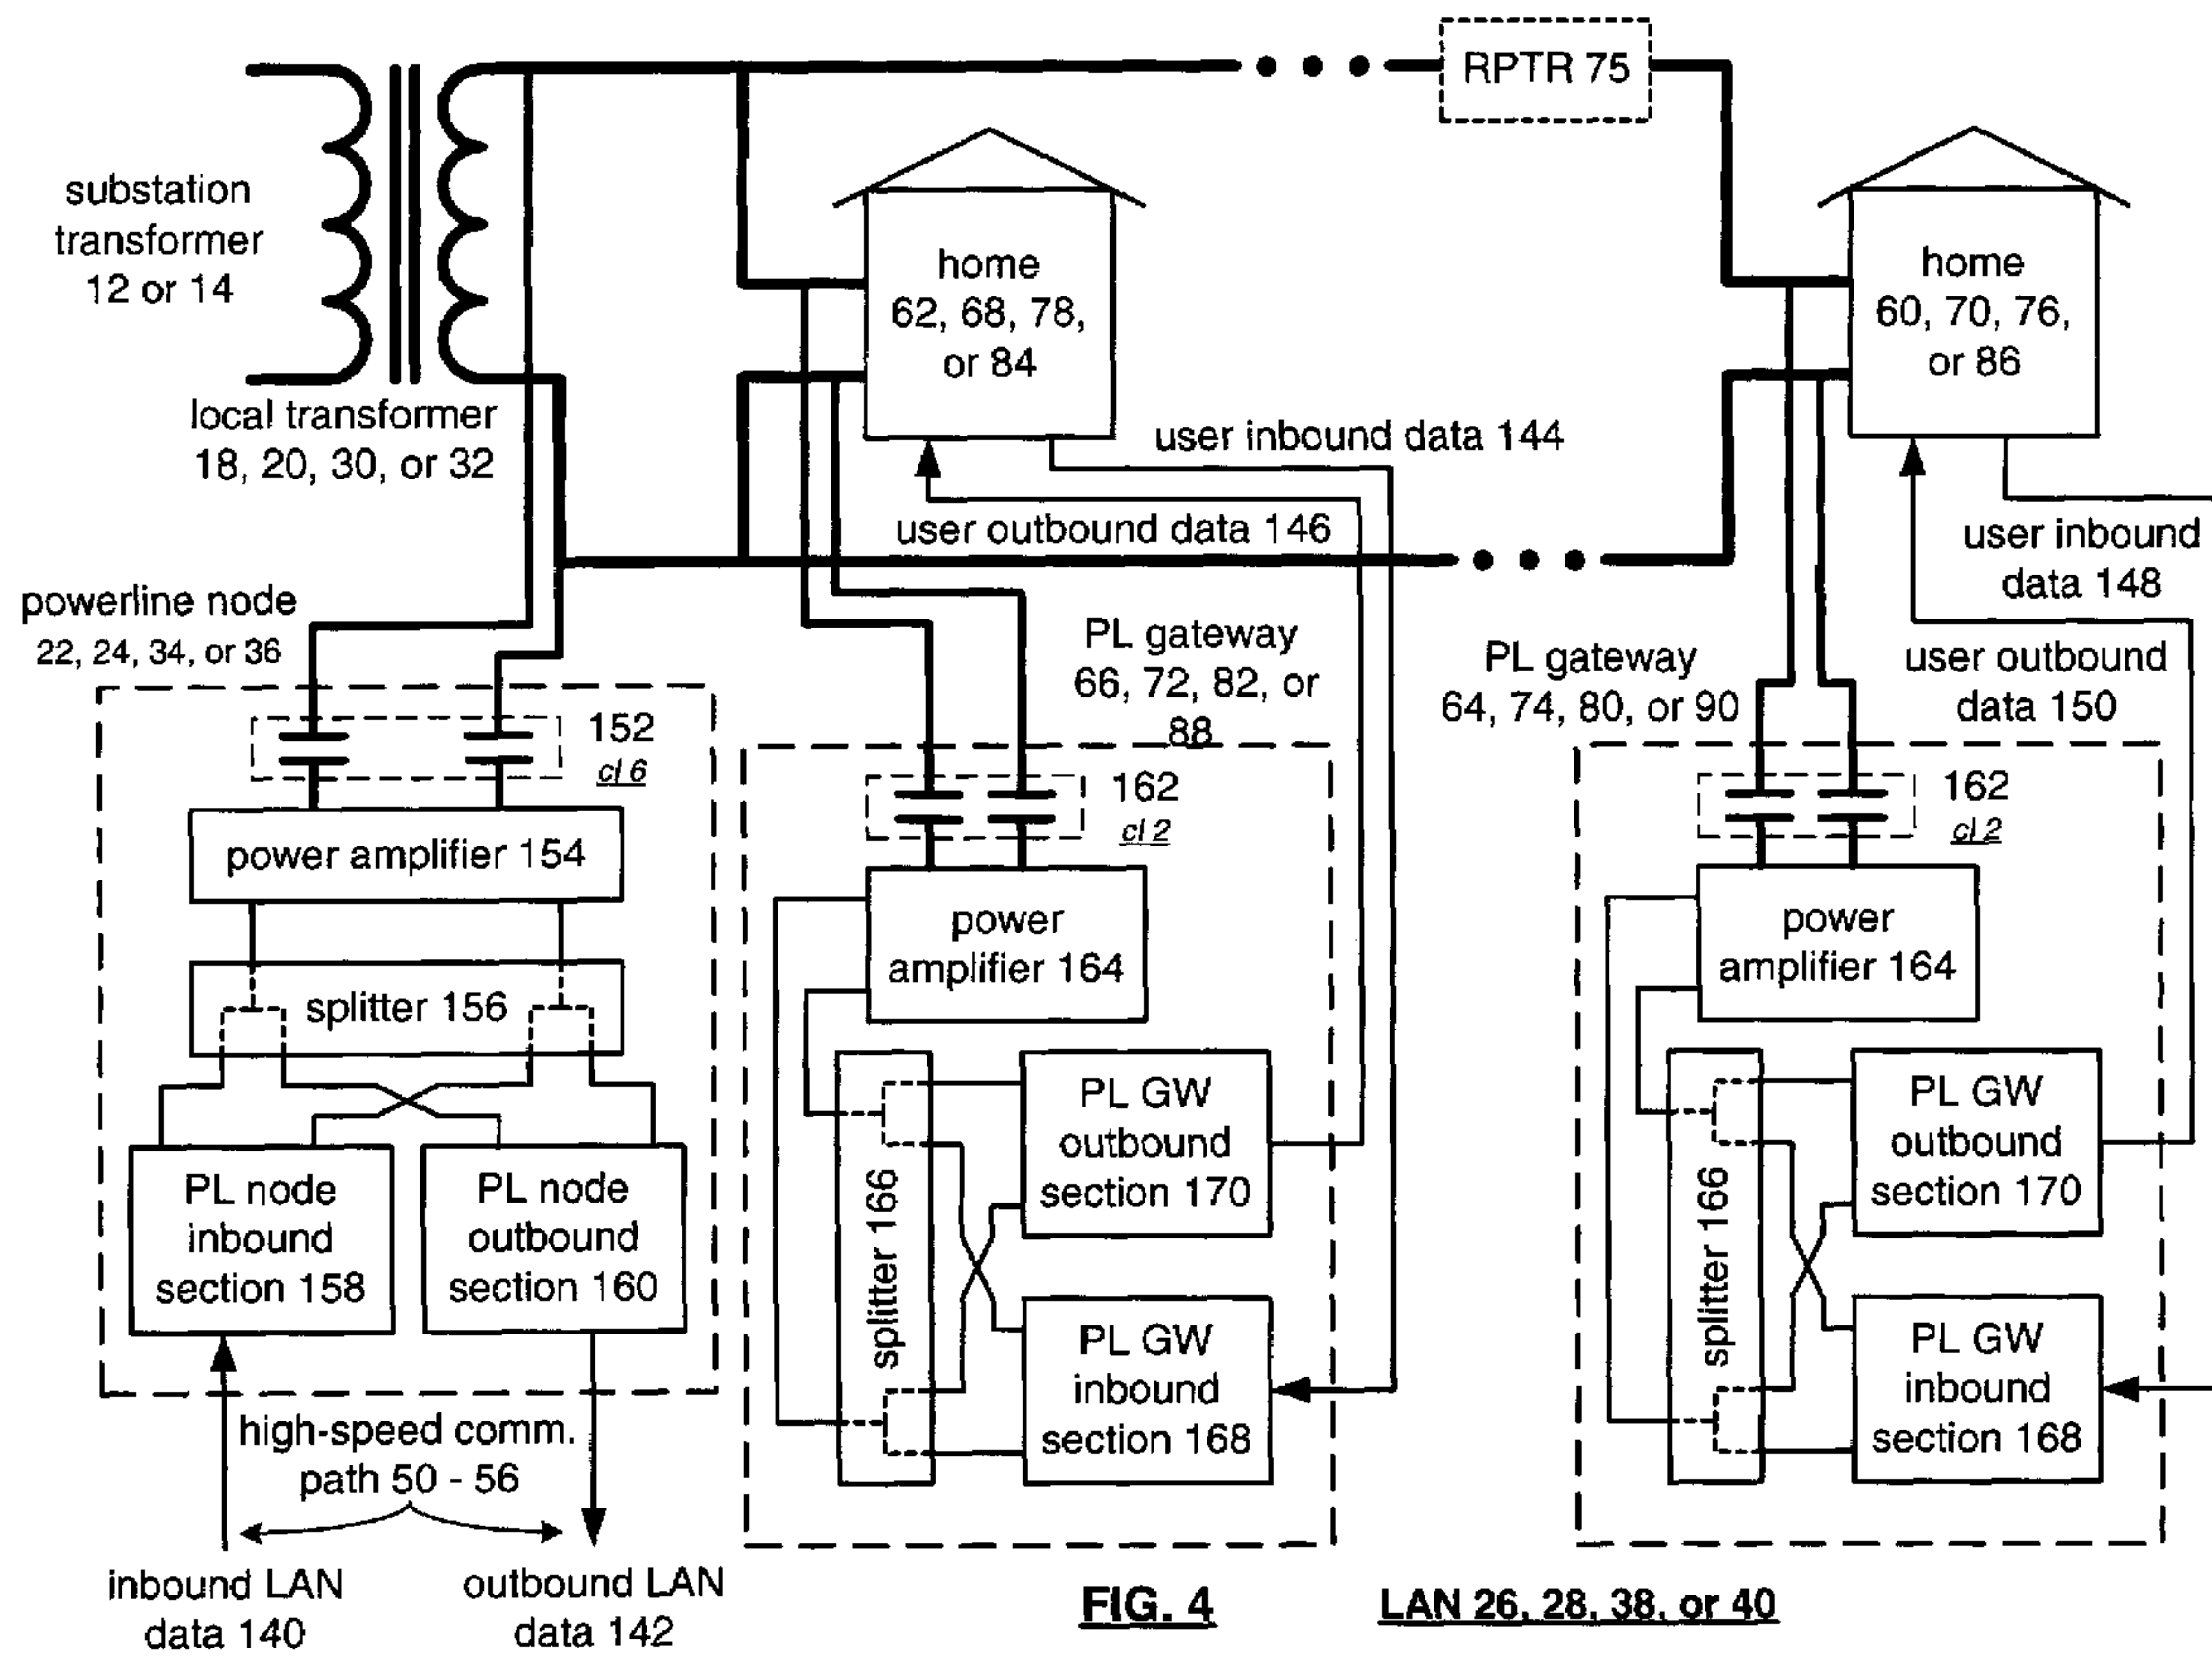 RPTR 75
substation
transformer
12 or 14
home
62, 68, 78,
or 84
home
60, 70, 76,
or 86
local transformer
18, 20, 30, or 32
user inbound data 144
user outbound data 146
user inbound
data 148
powerline node
22, 24, 34, or 36
PL gateway
66, 72, 82, or
88
PL gateway
64, 74, 80, or 90
user outbound
data 150
152
cl 6
power amplifier 154
splitter 156
PL node
inbound
section 158
PL node
outbound
section 160
high-speed comm.
path 50 - 56
inbound LAN
data 140
outbound LAN
data 142
162
cl 2
power
amplifier 164
splitter 166
PL GW
outbound
section 170
PL GW
inbound
section 168
162
cl 2
power
amplifier 164
splitter 166
PL GW
outbound
section 170
PL GW
inbound
section 168
FIG. 4
LAN 26, 28, 38, or 40